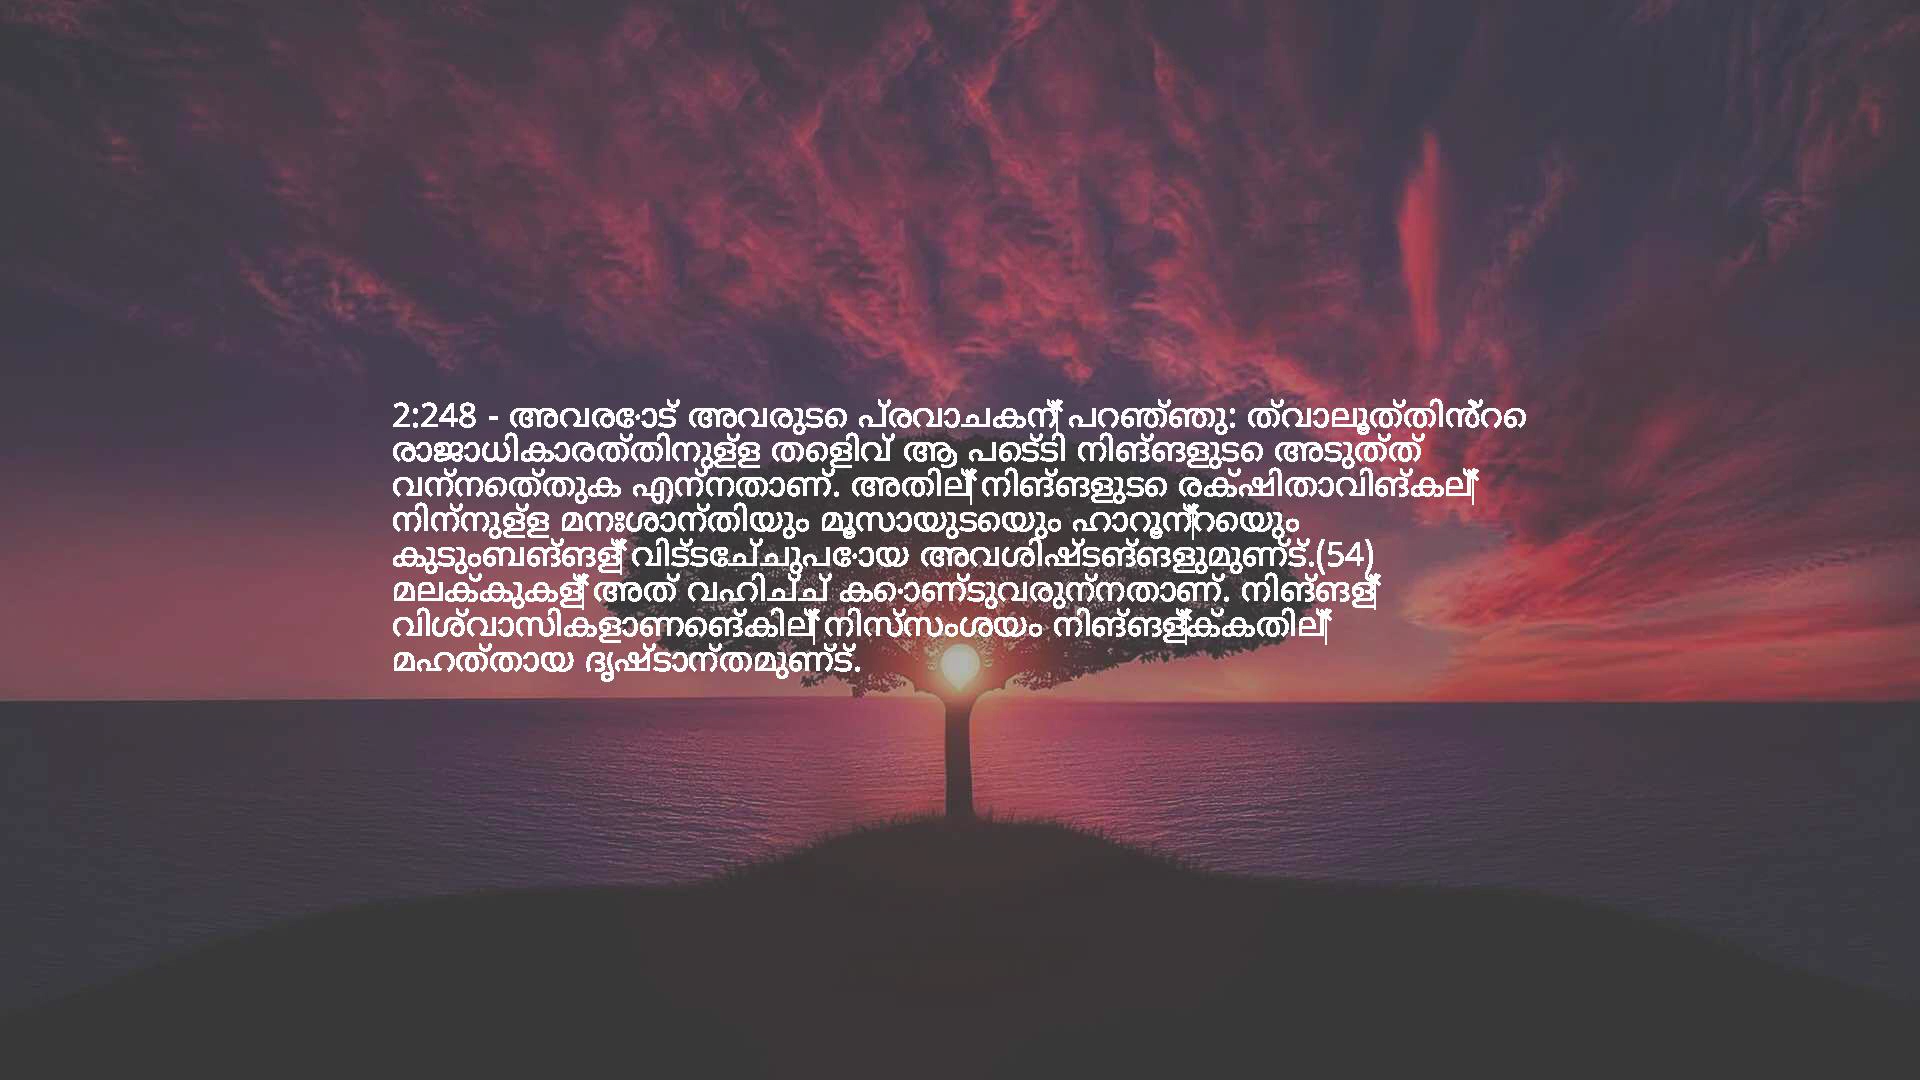 2:248 - അവരോട് അവരുടെ പ്രവാചകന്‍ പറഞ്ഞു: ത്വാലൂത്തിൻ്റെ
രാജാധികാരത്തിനുള്ള തെളിവ് ആ പെട്ടി നിങ്ങളുടെ അടുത്ത്
വന്നെത്തുക എന്നതാണ്. അതില്‍ നിങ്ങളുടെ രക്ഷിതാവിങ്കല്‍
നിന്നുള്ള മനഃശാന്തിയും മൂസായുടെയും ഹാറൂന്‍റെയും
കുടുംബങ്ങള്‍ വിട്ടേച്ചുപോയ അവശിഷ്ടങ്ങളുമുണ്ട്.(54)
മലക്കുകള്‍ അത് വഹിച്ച് കൊണ്ടുവരുന്നതാണ്. നിങ്ങള്‍
വിശ്വാസികളാണെങ്കില്‍ നിസ്സംശയം നിങ്ങള്‍ക്കതില്‍
മഹത്തായ ദൃഷ്ടാന്തമുണ്ട്.